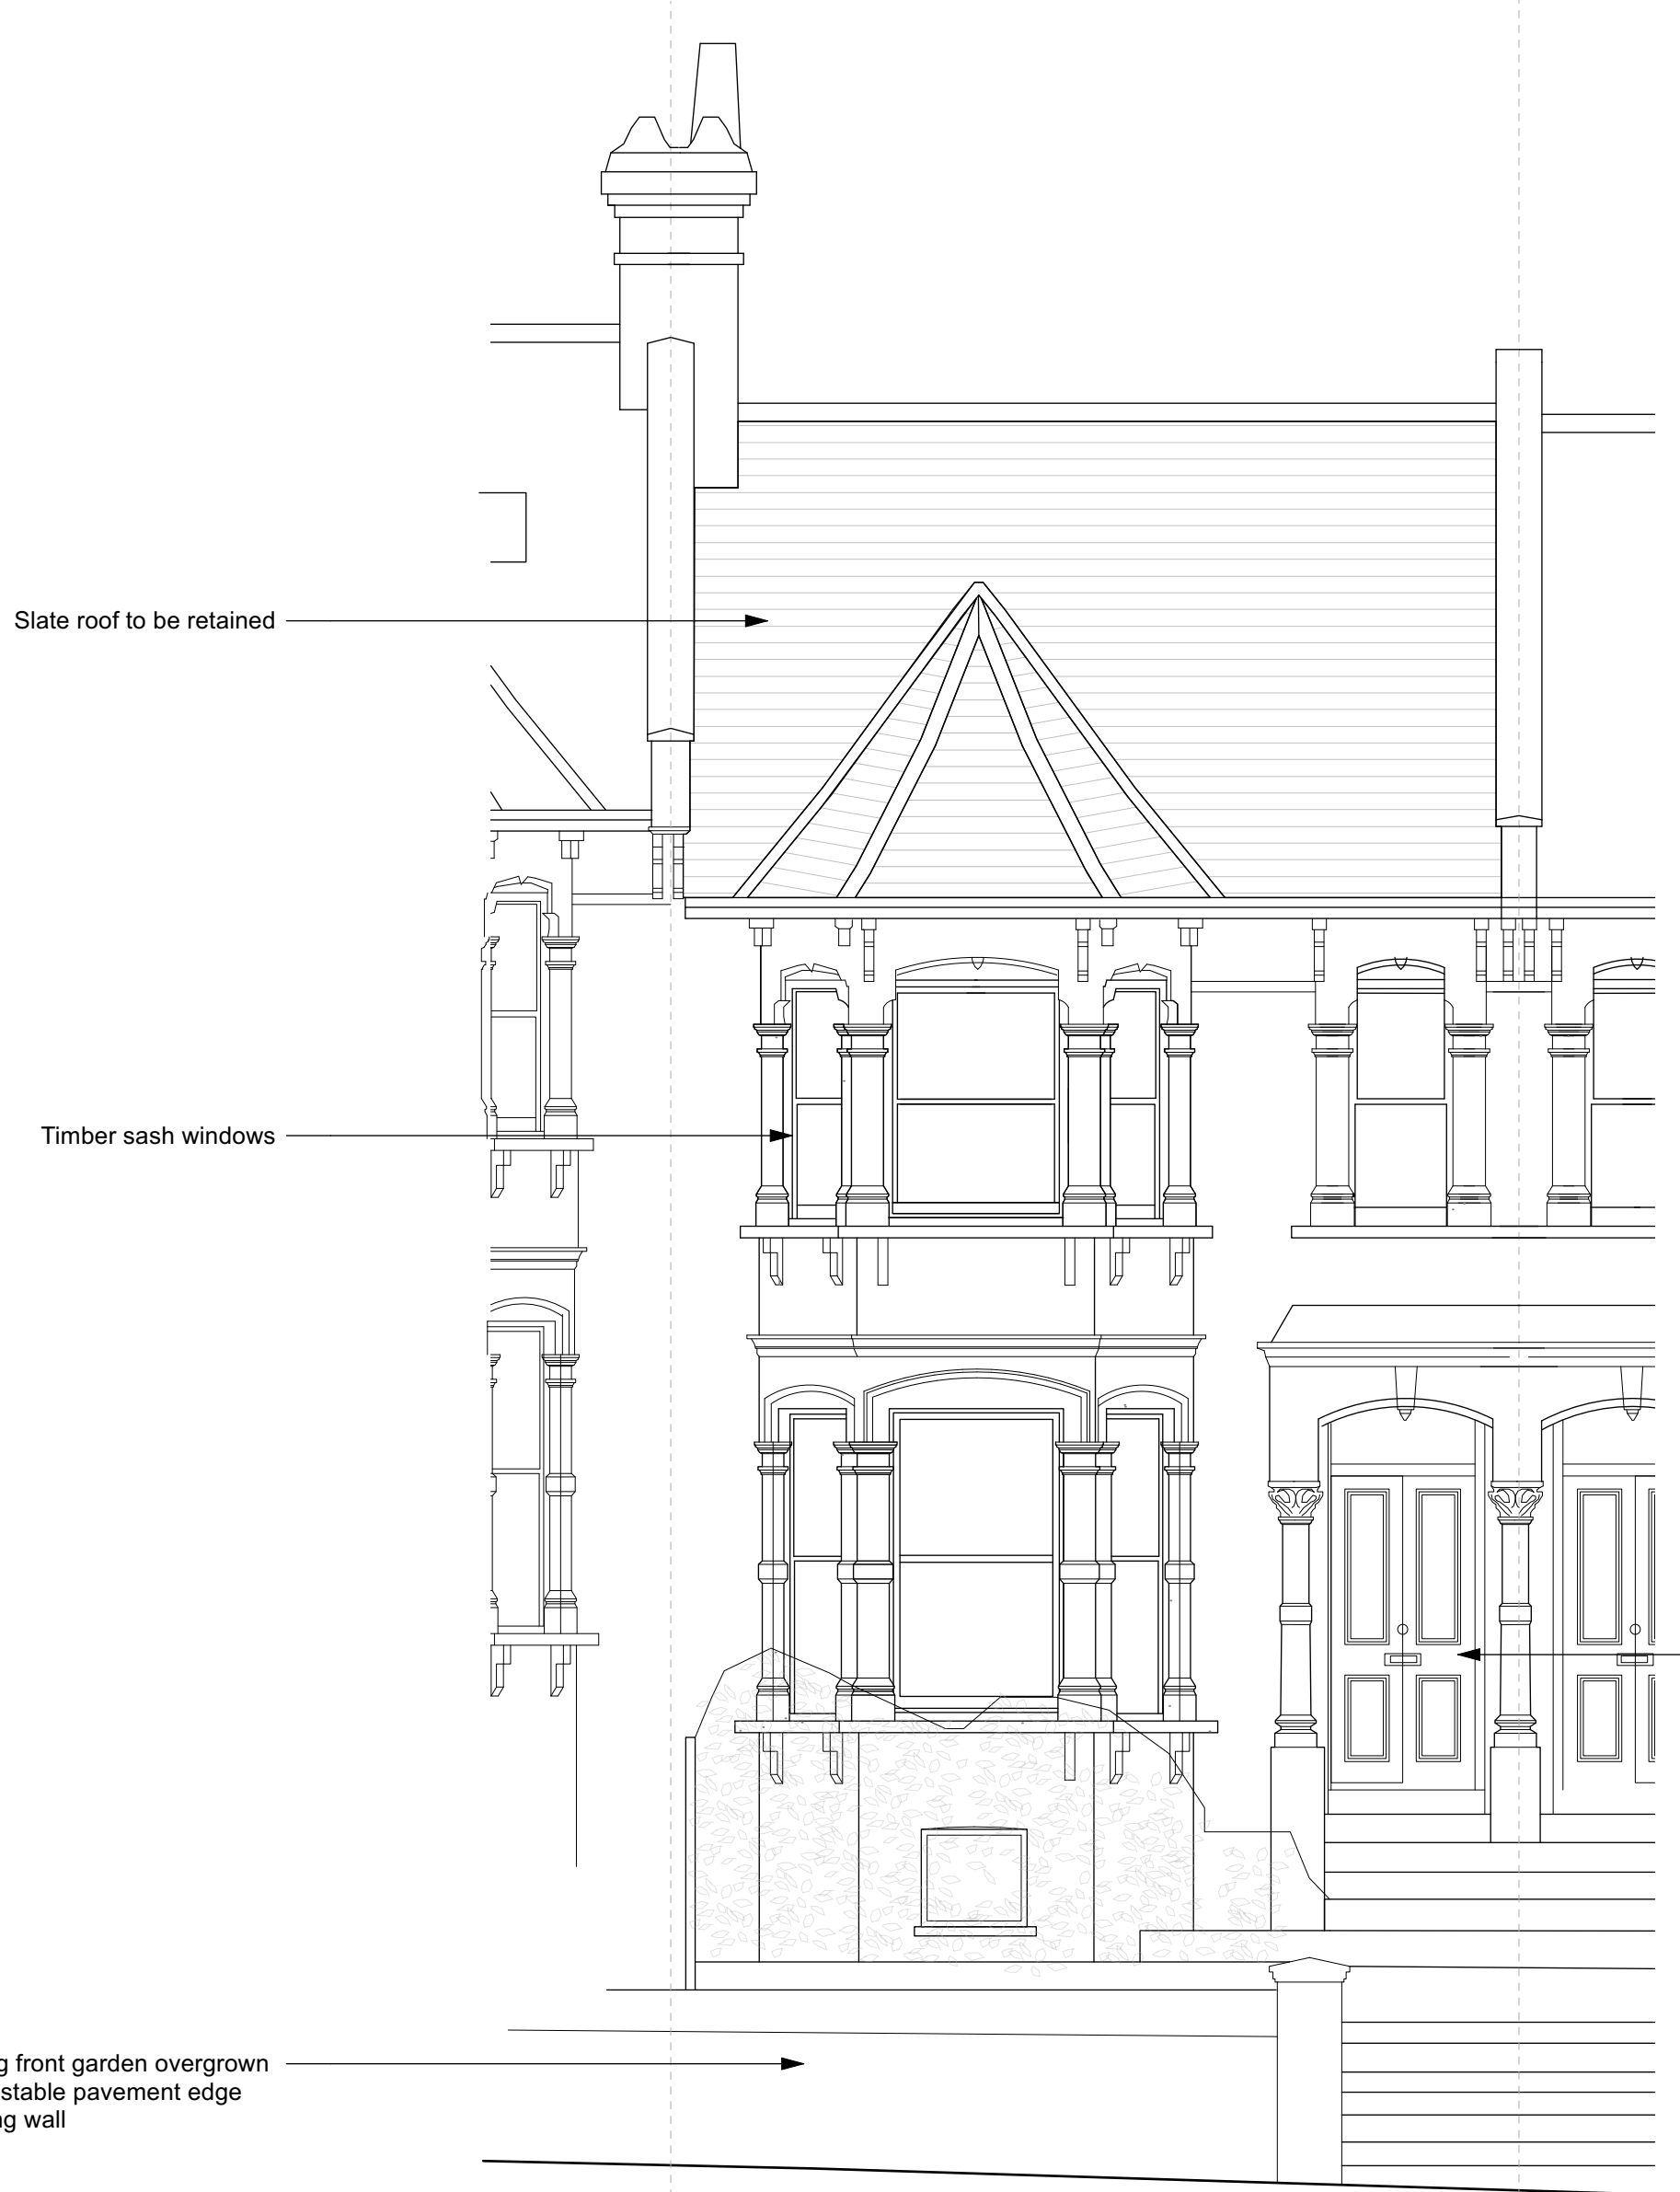 Slate roof to be retained
Timber sash windows
front garden overgrown
stable pavement edge
wall